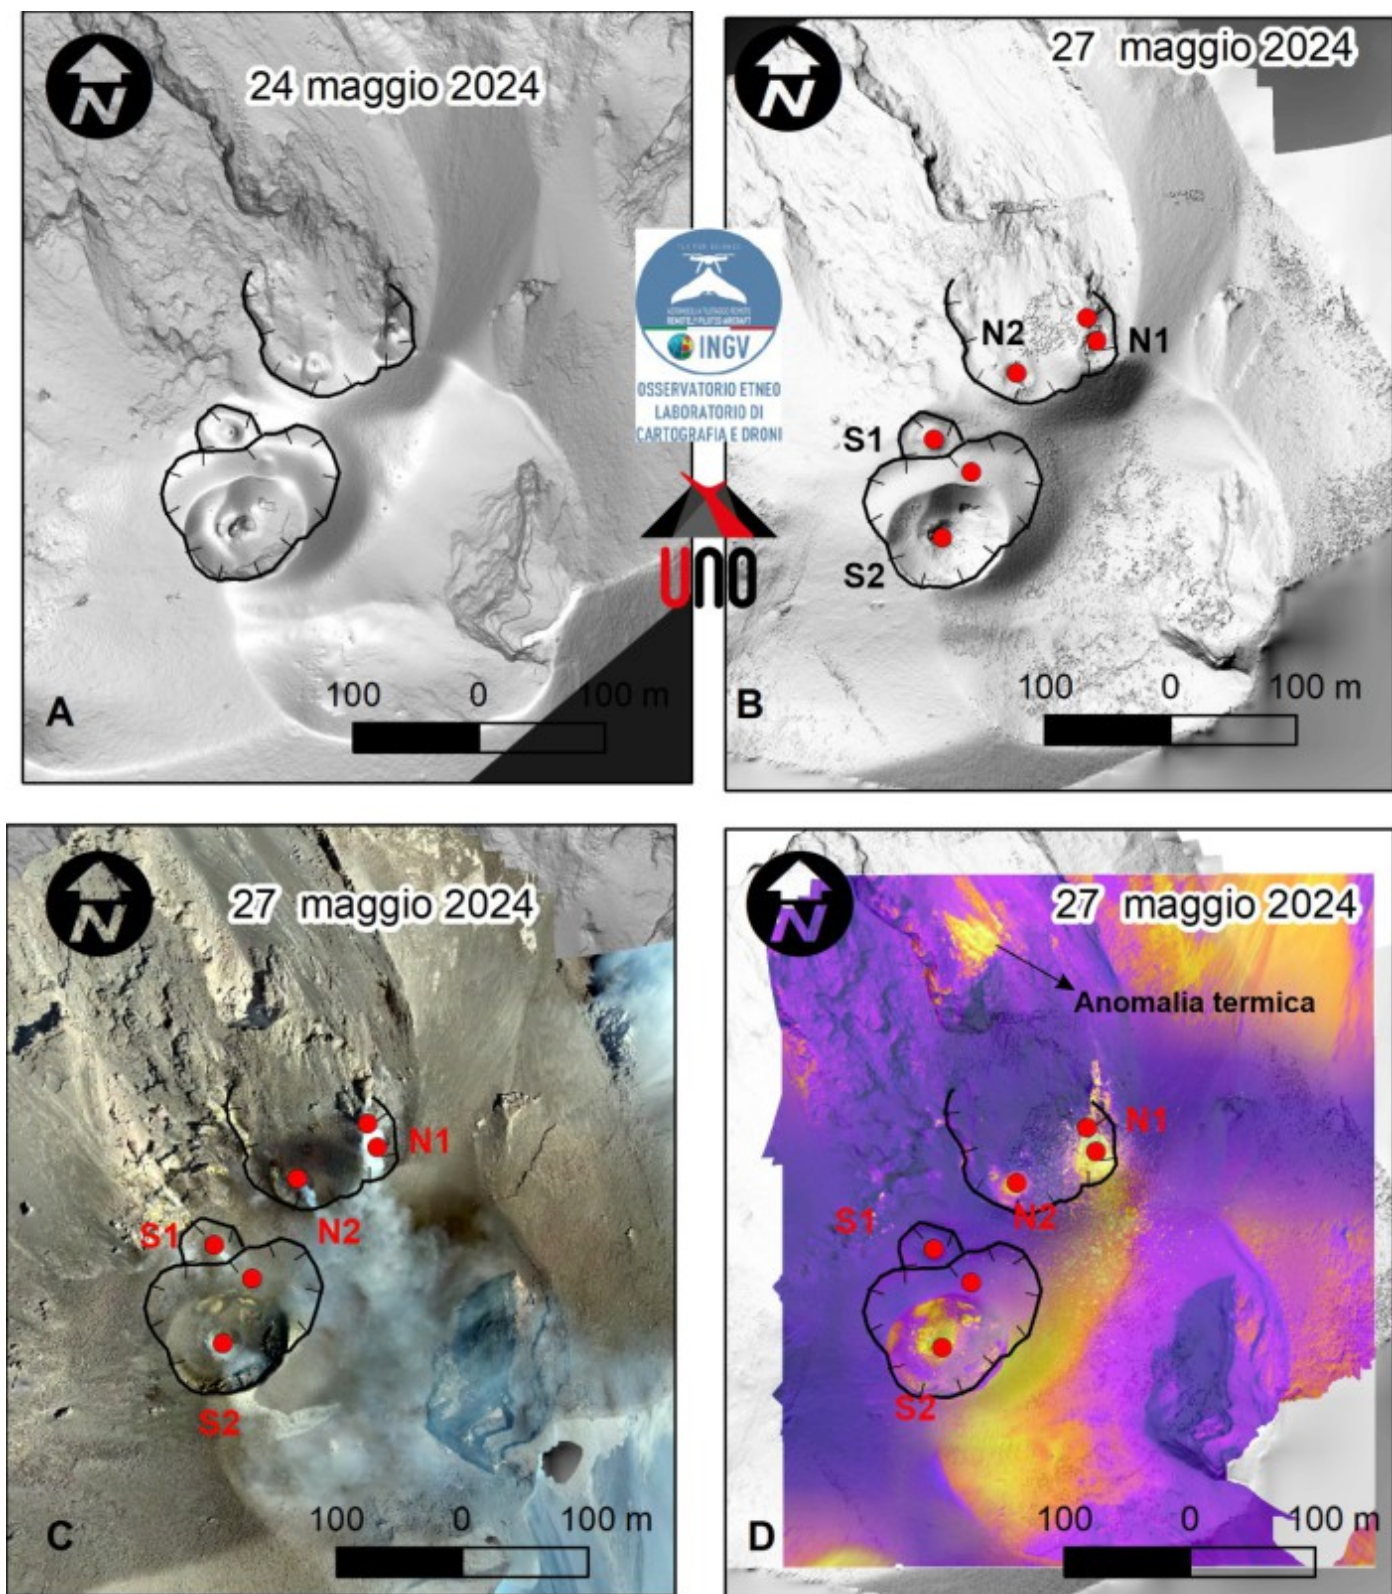 N
24 maggio 2024
A
100 0 100 m
N
27 maggio 2024
N2
N1
S1
S2
B
100 0 100 m
INGV
OSSERVATORIO ETNEO
LABORATORIO DI
CARTOGRAFIA E DRONI
UNO
N
27 maggio 2024
N1
S1
N2
S2
C
100 0 100 m
N
27 maggio 2024
Anomalia termica
N1
S1
N2
S2
D
100 0 100 m